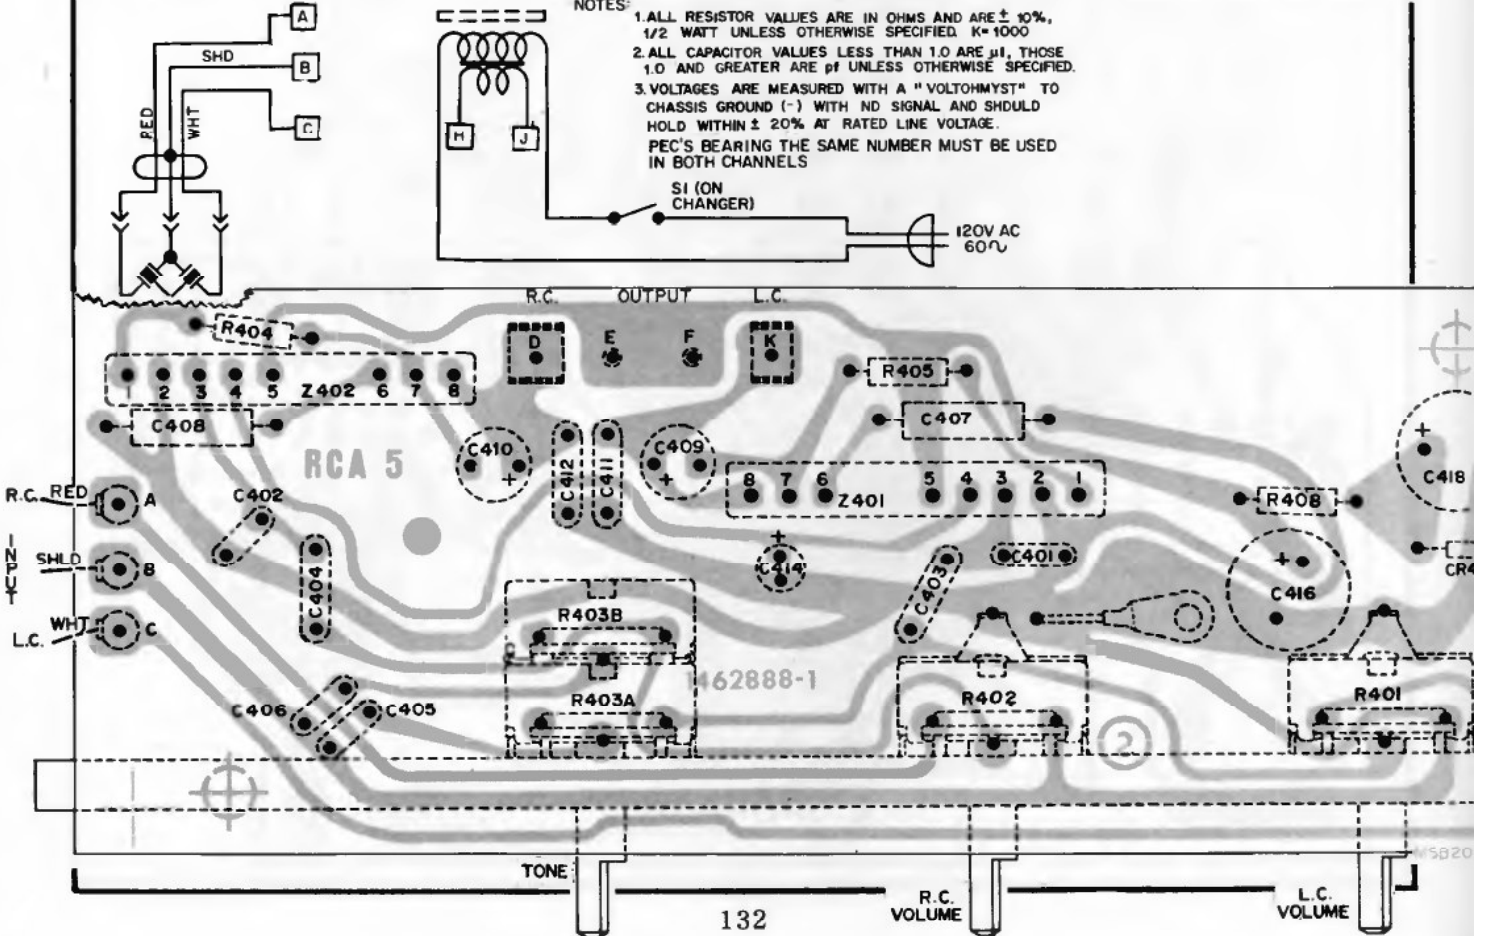 NOTES:
1. ALL RESISTOR VALUES ARE IN OHMS AND ARE ± 10%,
1/2 WATT UNLESS OTHERWISE SPECIFIED. K=1000
2. ALL CAPACITOR VALUES LESS THAN 1.0 ARE µf, THOSE
1.0 AND GREATER ARE pf UNLESS OTHERWISE SPECIFIED.
3. VOLTAGES ARE MEASURED WITH A "VOLTOHMYST" TO
CHASSIS GROUND (-) WITH NO SIGNAL AND SHOULD
HOLD WITHIN ± 20% AT RATED LINE VOLTAGE.
PEC'S BEARING THE SAME NUMBER MUST BE USED
IN BOTH CHANNELS
A
SHD
B
RED
WHT
C
H
J
S1 (ON
CHANGER)
120V AC
60~
R.C. OUTPUT L.C.
R404
D E F K
R405
1 2 3 4 5 Z402 6 7 8
C408
C407
C410
+
C412
C411
C409
+
+
C418
RCA 5
8 7 6 Z401 5 4 3 2 1
R408
R.C. RED A
C402
INPUT
SHLD B
C404
+
C414
C403
C401
+
C416
CR4
L.C. WHT C
R403B
1462888-1
R403A
R402
R401
C406
C405
2
MSB20
TONE
R.C.
VOLUME
L.C.
VOLUME
132